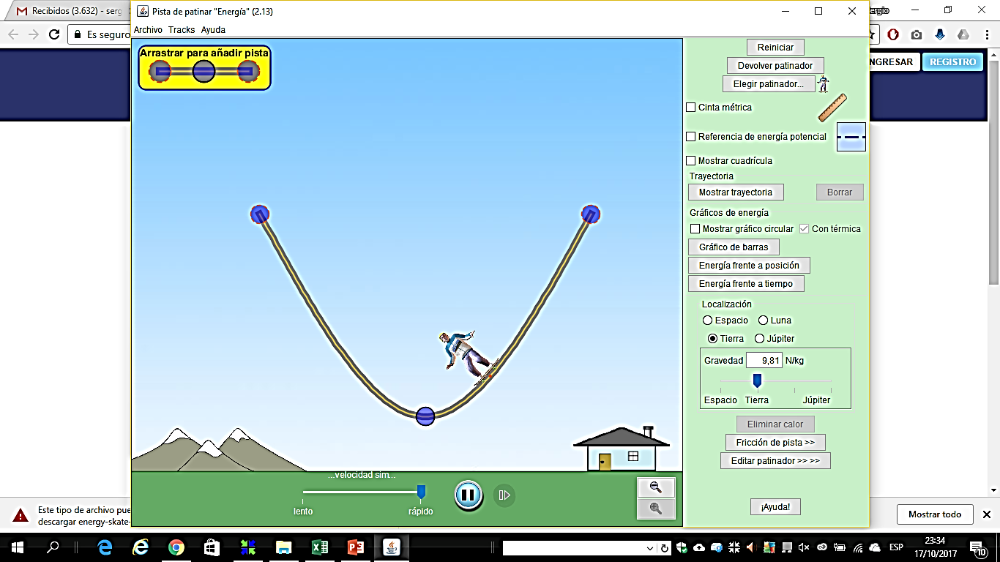 Recibidos (3.632) - serg
Pista de patinar "Energía" (2.13)
ergio
Es seguro
Archivo Tracks Ayuda
Arrastrar para añadir pista
NGRESAR
REGISTRO
Reiniciar
Devolver patinador
Elegir patinador...
Cinta métrica
Referencia de energía potencial
Mostrar cuadrícula
Trayectoria
Mostrar trayectoria
Borrar
Gráficos de energía
Mostrar gráfico circular
Con térmica
Gráfico de barras
Energía frente a posición
Energía frente a tiempo
Localización
Espacio
Luna
Tierra
Júpiter
Gravedad 9,81 N/kg
Espacio Tierra Júpiter
Eliminar calor
Fricción de pista >>
Editar patinador >> >>
¡Ayuda!
...velocidad sim...
lento
rápido
Este tipo de archivo pue
descargar energy-skate-
Mostrar todo
ESP
23:34
17/10/2017
10